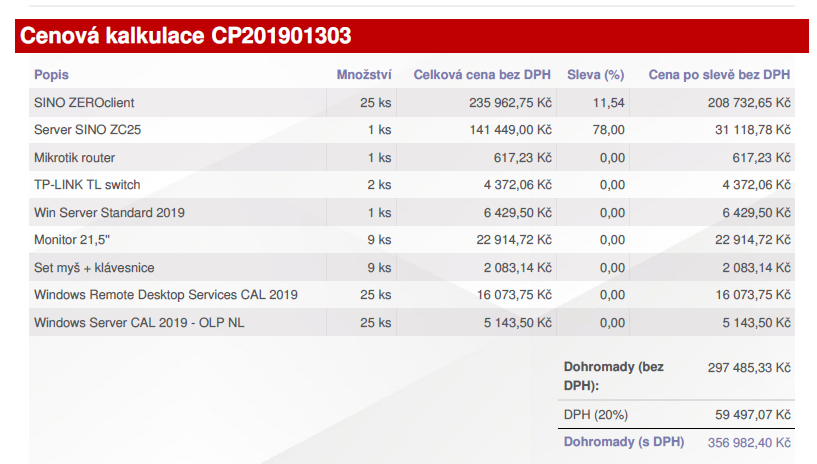 Cenová kalkulace CP201901303
Popis Množství Celková cena bez DPH Sleva (%) Cena po slevě bez DPH
SINO ZEROclient 25 ks 235 962,75 Kč 11,54 208 732,65 Kč
Server SINO ZC25 1 ks 141 449,00 Kč 78,00 31 118,78 Kč
Mikrotik router 1 ks 617,23 Kč 0,00 617,23 Kč
TP-LINK TL switch 2 ks 4 372,06 Kč 0,00 4 372,06 Kč
Win Server Standard 2019 1 ks 6 429,50 Kč 0,00 6 429,50 Kč
Monitor 21,5" 9 ks 22 914,72 Kč 0,00 22 914,72 Kč
Set myš + klávesnice 9 ks 2 083,14 Kč 0,00 2 083,14 Kč
Windows Remote Desktop Services CAL 2019 25 ks 16 073,75 Kč 0,00 16 073,75 Kč
Windows Server CAL 2019 - OLP NL 25 ks 5 143,50 Kč 0,00 5 143,50 Kč
Dohromady (bez 297 485,33 Kč
DPH):
DPH (20%) 59 497,07 Kč
Dohromady (s DPH) 356 982,40 Kč